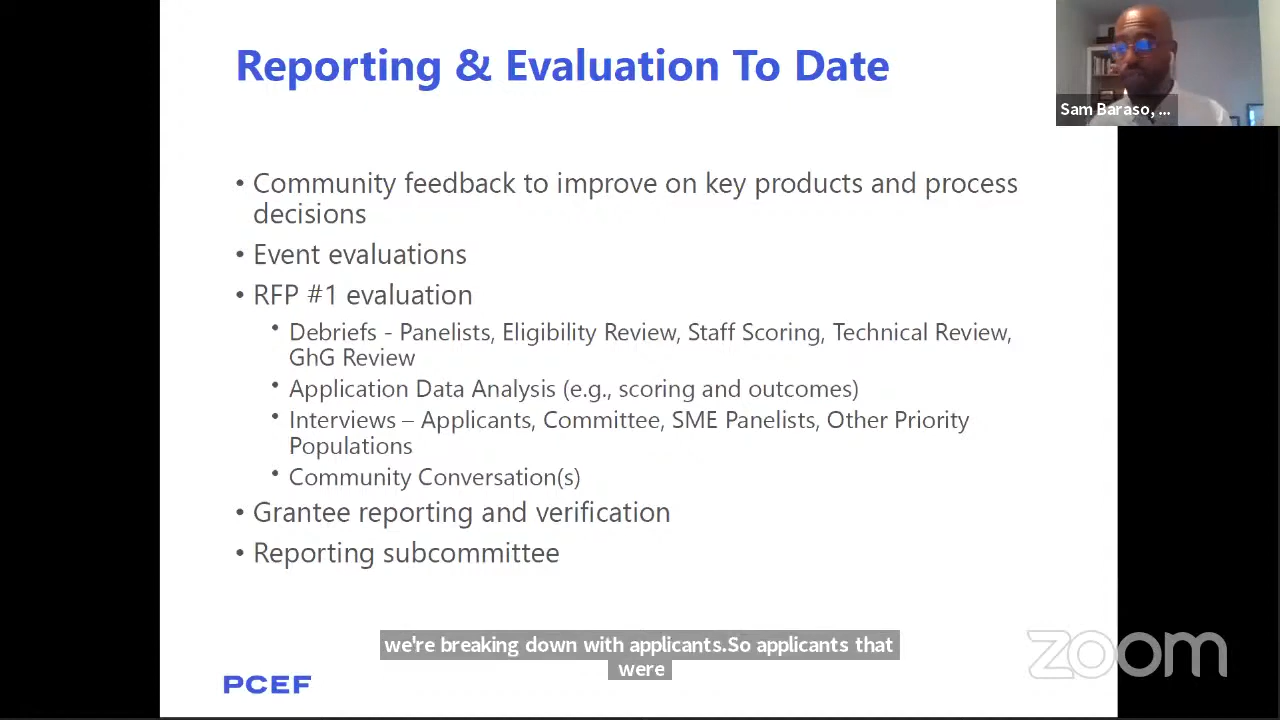 Reporting & Evaluation To Date
Sam Baraso, ...
• Community feedback to improve on key products and process
decisions
• Event evaluations
• RFP #1 evaluation
• Debriefs - Panelists, Eligibility Review, Staff Scoring, Technical Review,
GhG Review
• Application Data Analysis (e.g., scoring and outcomes)
• Interviews – Applicants, Committee, SME Panelists, Other Priority
Populations
• Community Conversation(s)
• Grantee reporting and verification
• Reporting subcommittee
we're breaking down with applicants.So applicants that
were
PCEF
zoom